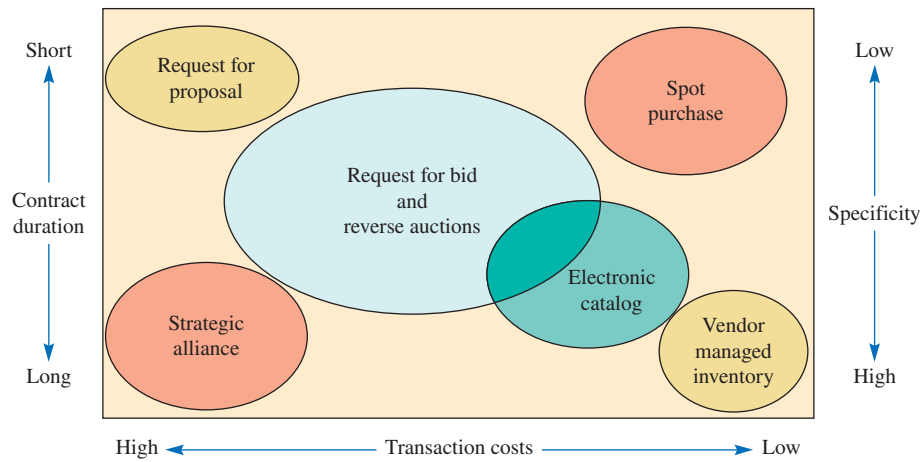 Short
Contract
duration
Long
Request for
proposal
Spot
purchase
Request for bid
and
reverse auctions
Electronic
catalog
Strategic
alliance
Vendor
managed
inventory
Low
Specificity
High
High
Transaction costs
Low